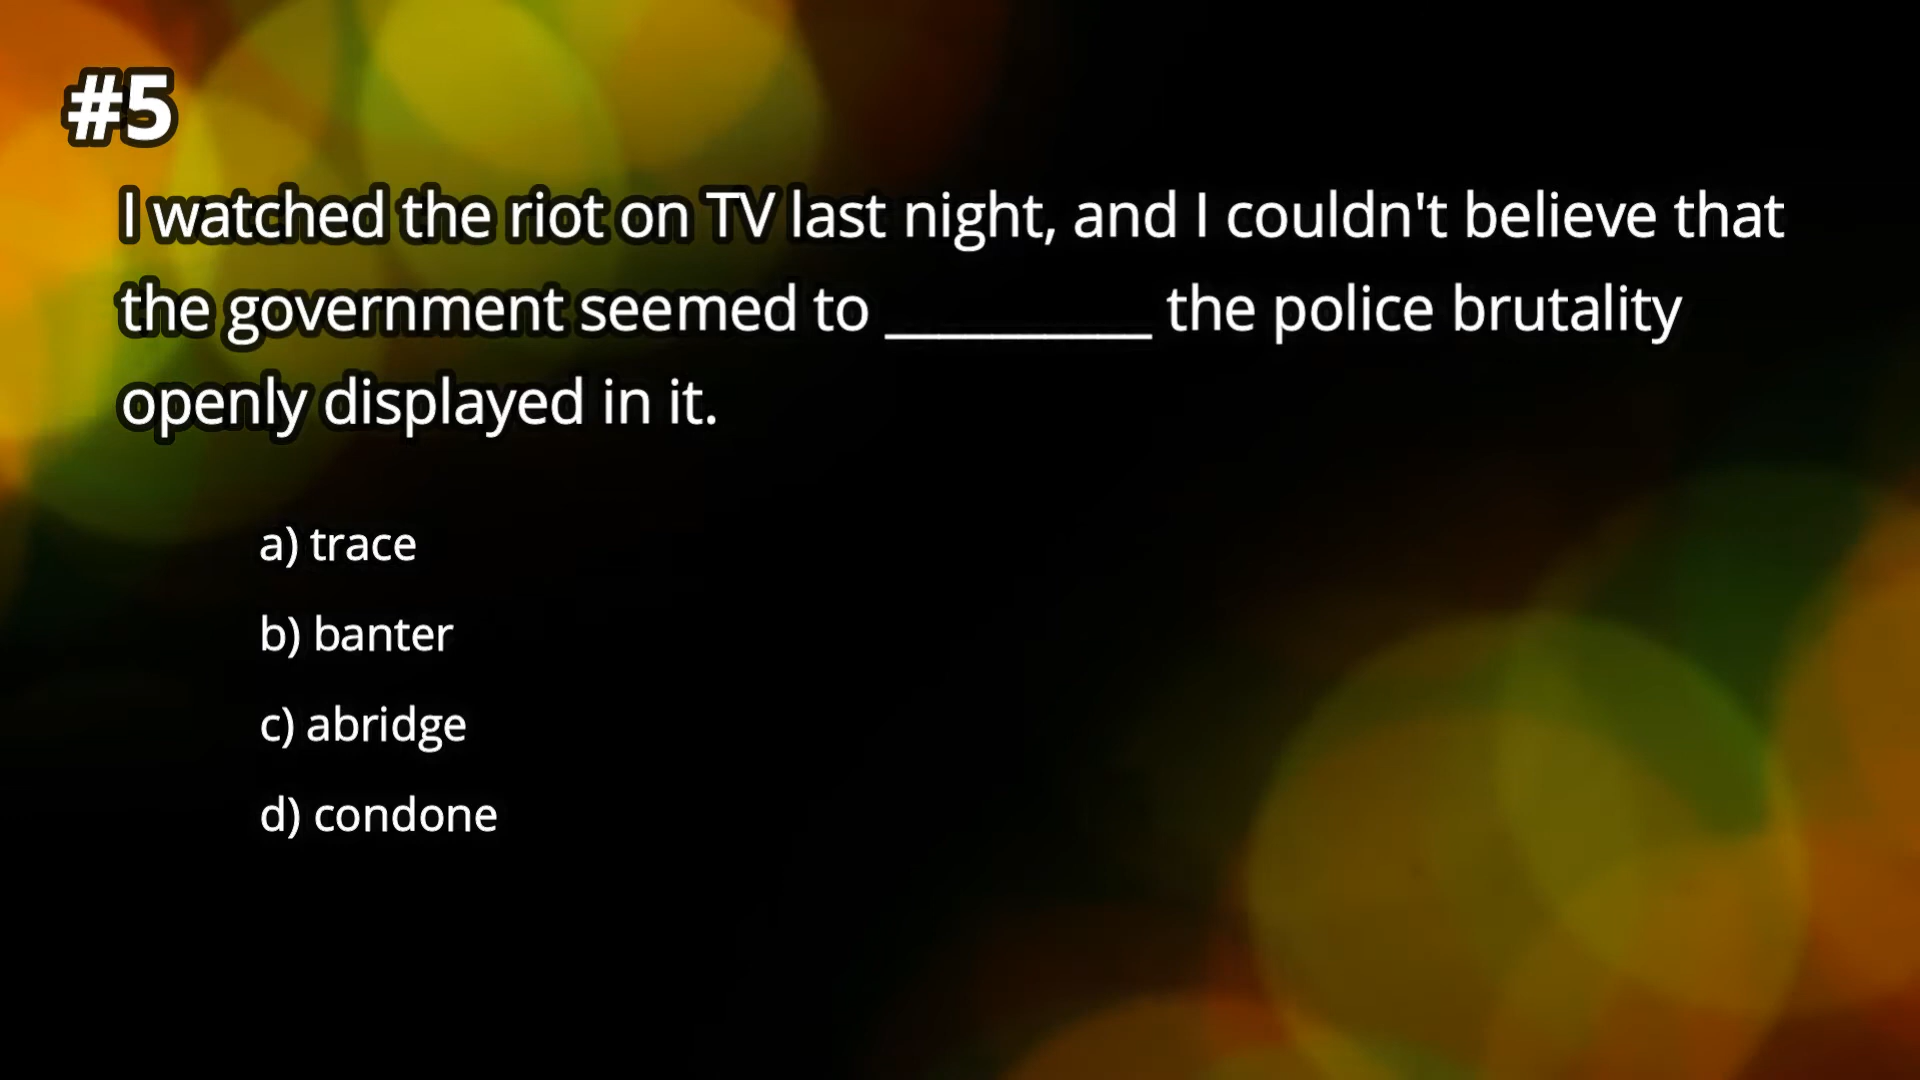 #5
I watched the riot on TV last night, and I couldn't believe that
the government seemed to __________ the police brutality
openly displayed in it.
a) trace
b) banter
c) abridge
d) condone